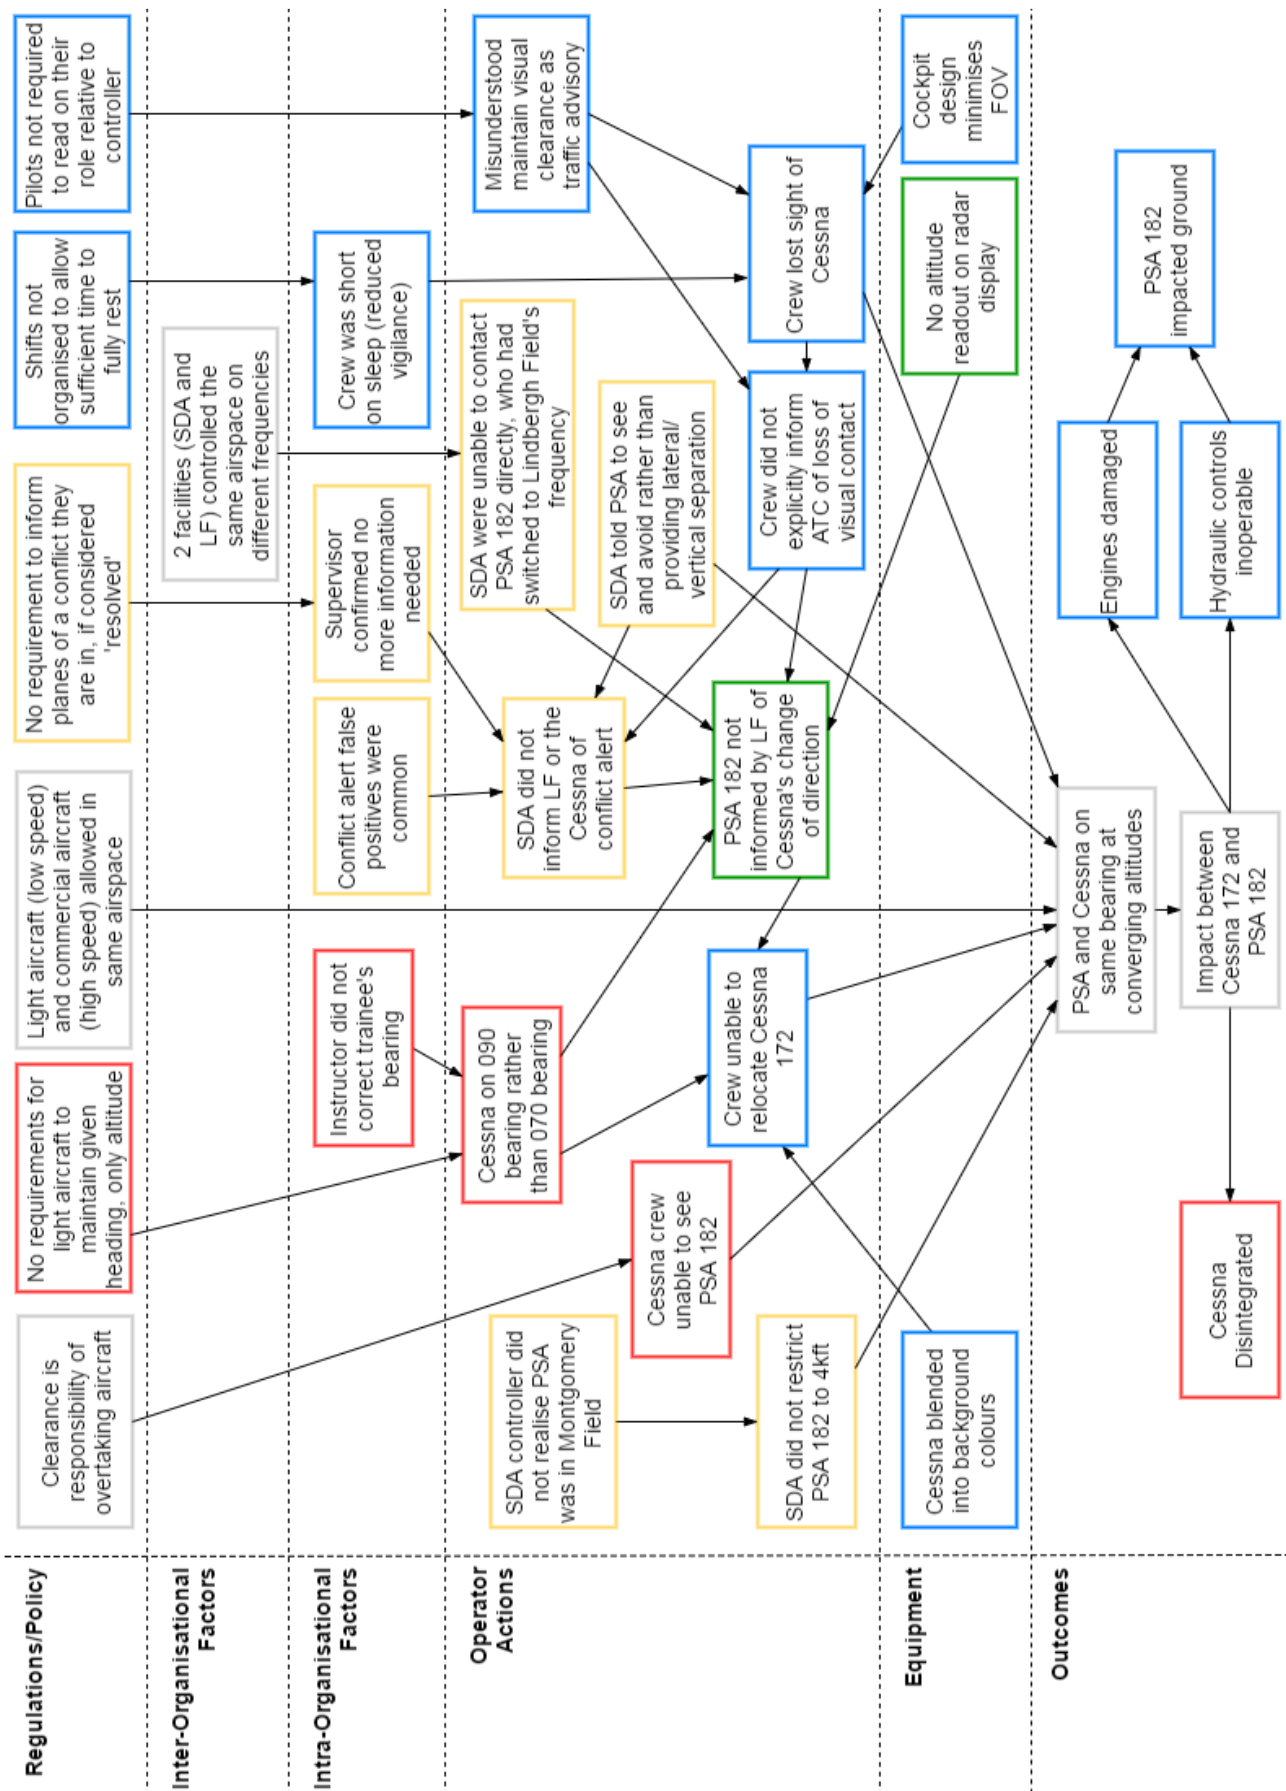 Regulations/Policy
Clearance is
responsibility of
overtaking aircraft
No requirements for
light aircraft to
maintain given
heading, only altitude
Light aircraft (low speed)
and commercial aircraft
(high speed) allowed in
same airspace
No requirement to inform
planes of a conflict they
are in, if considered
'resolved'
Shifts not
organised to allow
sufficient time to
fully rest
Pilots not required
to read on their
role relative to
controller
Inter-Organisational
Factors
2 facilities (SDA and
LF) controlled the
same airspace on
different frequencies
Intra-Organisational
Factors
Instructor did not
correct trainee's
bearing
Conflict alert false
positives were
common
Supervisor
confirmed no
more information
needed
Crew was short
on sleep (reduced
vigilance)
Operator
Actions
SDA controller did
not realise PSA
was in Montgomery
Field
Cessna on 090
bearing rather
than 070 bearing
SDA did not
inform LF or the
Cessna of
conflict alert
SDA were unable to contact
PSA 182 directly, who had
switched to Lindbergh Field's
frequency
Misunderstood
maintain visual
clearance as
traffic advisory
Cessna crew
unable to see
PSA 182
SDA told PSA to see
and avoid rather than
providing lateral/
vertical separation
SDA did not restrict
PSA 182 to 4kft
Crew unable to
relocate Cessna
172
PSA 182 not
informed by LF of
Cessna's change
of direction
Crew did not
explicitly inform
ATC of loss of
visual contact
Crew lost sight of
Cessna
Equipment
Cessna blended
into background
colours
No altitude
readout on radar
display
Cockpit
design
minimises
FOV
Outcomes
PSA and Cessna on
same bearing at
converging altitudes
Engines damaged
PSA 182
impacted ground
Cessna
Disintegrated
Impact between
Cessna 172 and
PSA 182
Hydraulic controls
inoperable